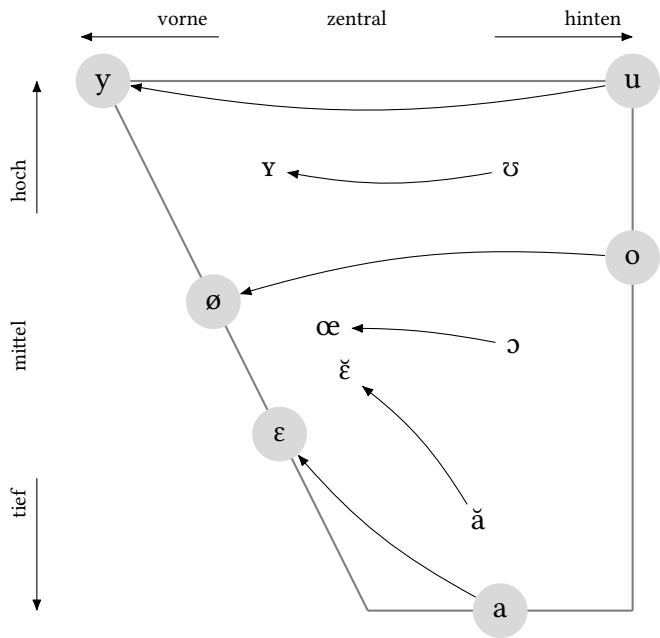 vorne zentral hinten
y u
hoch
ʏ ʊ
o
ø
mittel
œ ɔ
ɛ̆
ɛ
tief
ă
a